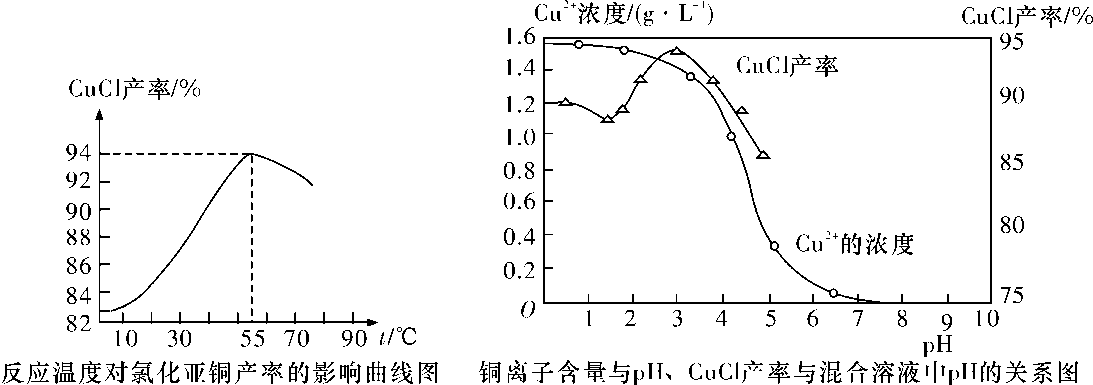 CuCl产率/%
94
92
90
88
86
84
82
10 30 55 70 90 t/℃
反应温度对氯化亚铜产率的影响曲线图
Cu²⁺浓度/(g·L⁻¹)
CuCl产率/%
1.6
1.4
1.2
1.0
0.8
0.6
0.4
0.2
O
95
90
85
80
75
CuCl产率
Cu²⁺的浓度
1 2 3 4 5 6 7 8 9 10
pH
铜离子含量与pH、CuCl产率与混合溶液中pH的关系图